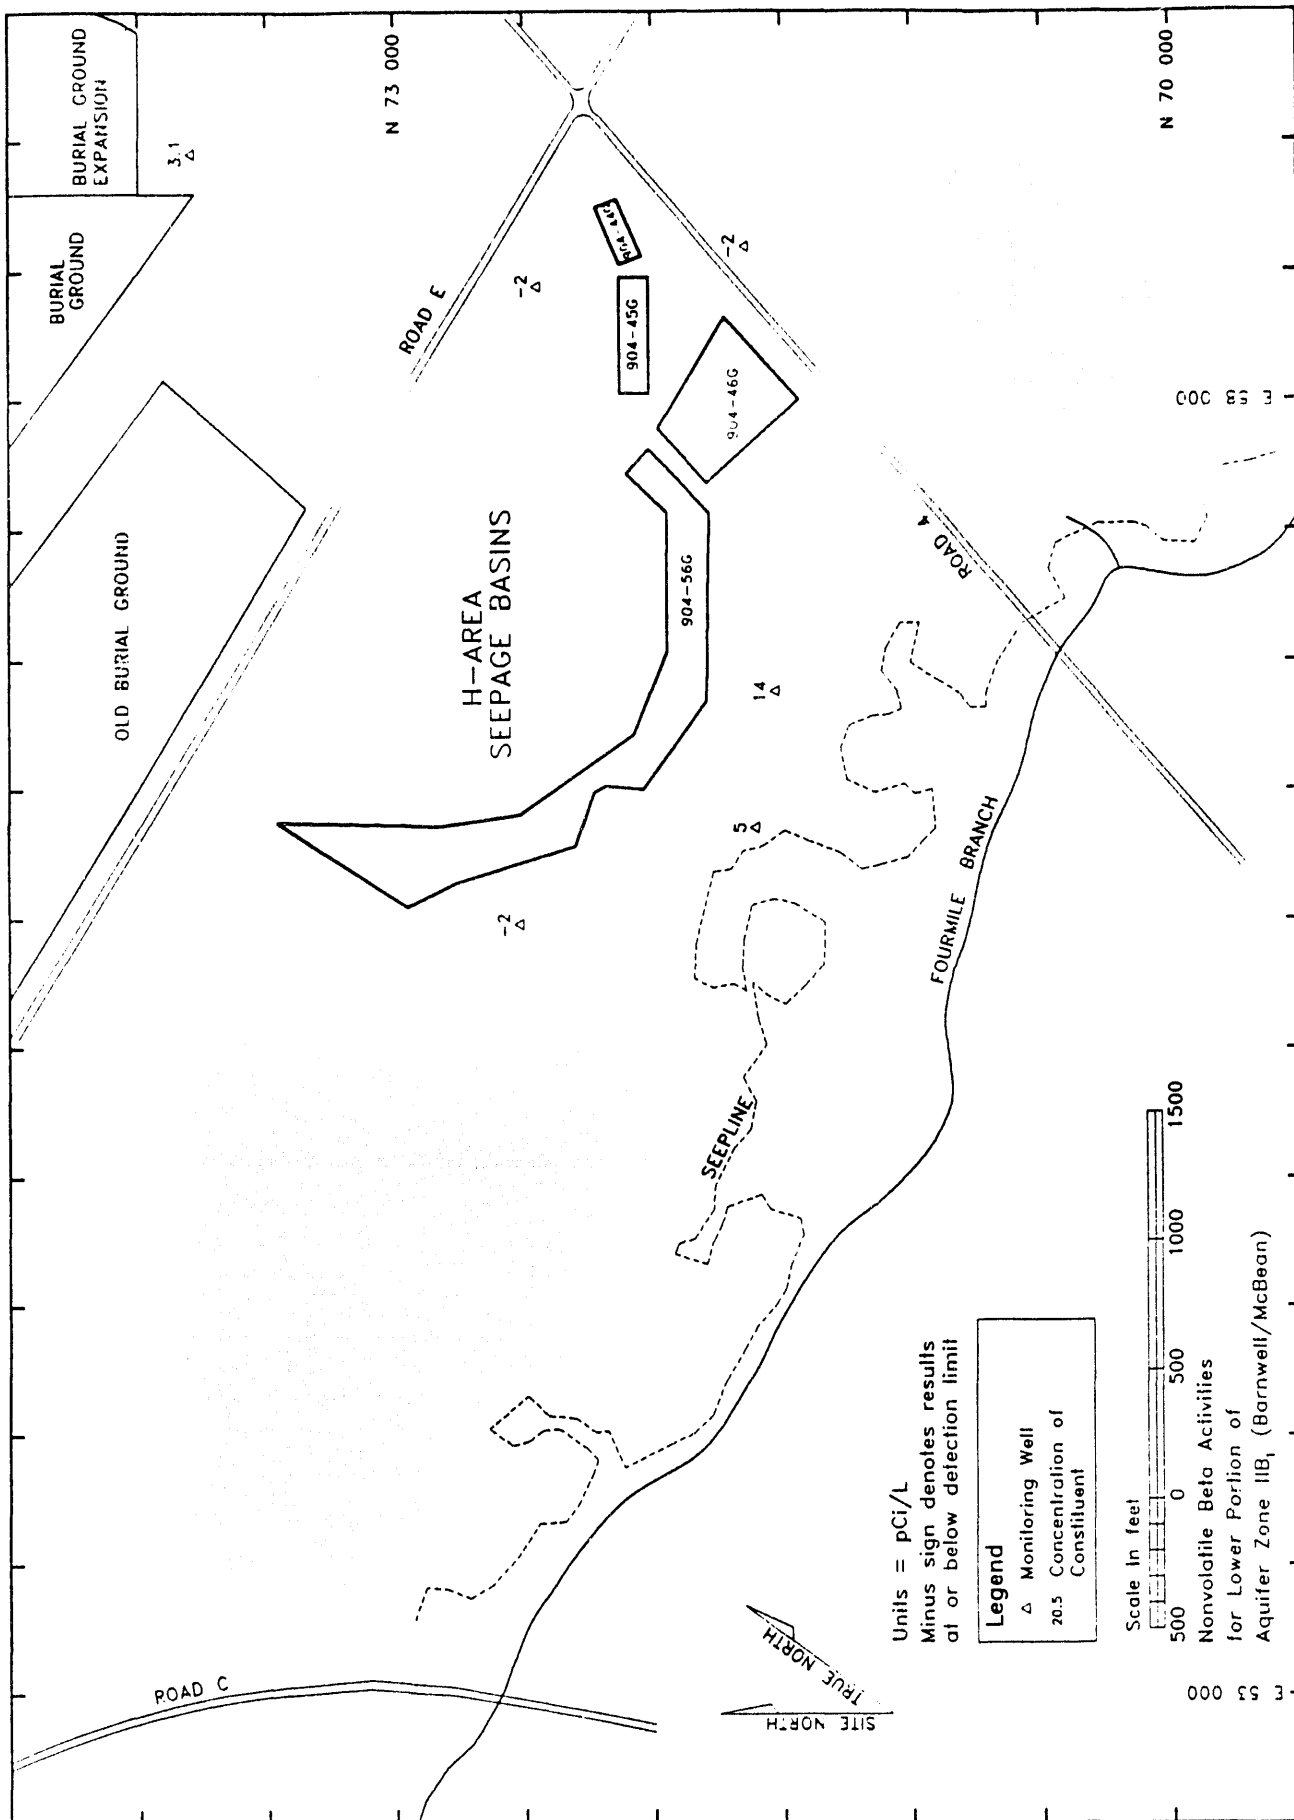 BURIAL GROUND
EXPANSION
BURIAL
GROUND
OLD BURIAL GROUND
3.1
N 73 000
N 70 000
ROAD E
-2
-2
904-44G
904-45G
904-46G
904-56G
H-AREA
SEEPAGE BASINS
E 58 000
ROAD 4
14
5
-2
FOURMILE BRANCH
SEEPLINE
ROAD C
Units = pCi/L
Minus sign denotes results
at or below detection limit
Legend
Δ Monitoring Well
20.5 Concentration of
Constituent
SITE NORTH
TRUE NORTH
Scale in feet
500 0 500 1000 1500
Nonvolatile Beta Activities
for Lower Portion of
Aquifer Zone IIB₁ (Barnwell/McBean)
E 53 000